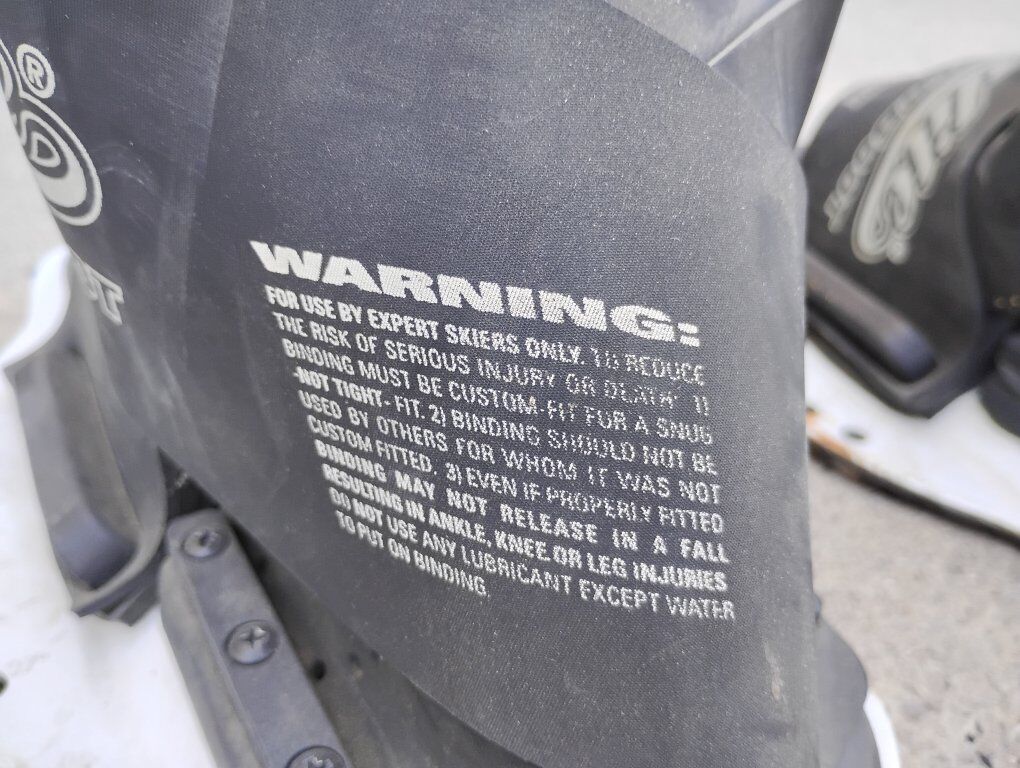 ®
WARNING:
FOR USE BY EXPERT SKIERS ONLY. TO REDUCE
THE RISK OF SERIOUS INJURY OR DEATH: 1)
BINDING MUST BE CUSTOM-FIT FOR A SNUG
-NOT TIGHT- FIT. 2) BINDING SHOULD NOT BE
USED BY OTHERS FOR WHOM IT WAS NOT
CUSTOM FITTED. 3) EVEN IF PROPERLY FITTED
BINDING MAY NOT RELEASE IN A FALL
RESULTING IN ANKLE, KNEE OR LEG INJURIES
DO NOT USE ANY LUBRICANT EXCEPT WATER
TO PUT ON BINDING.